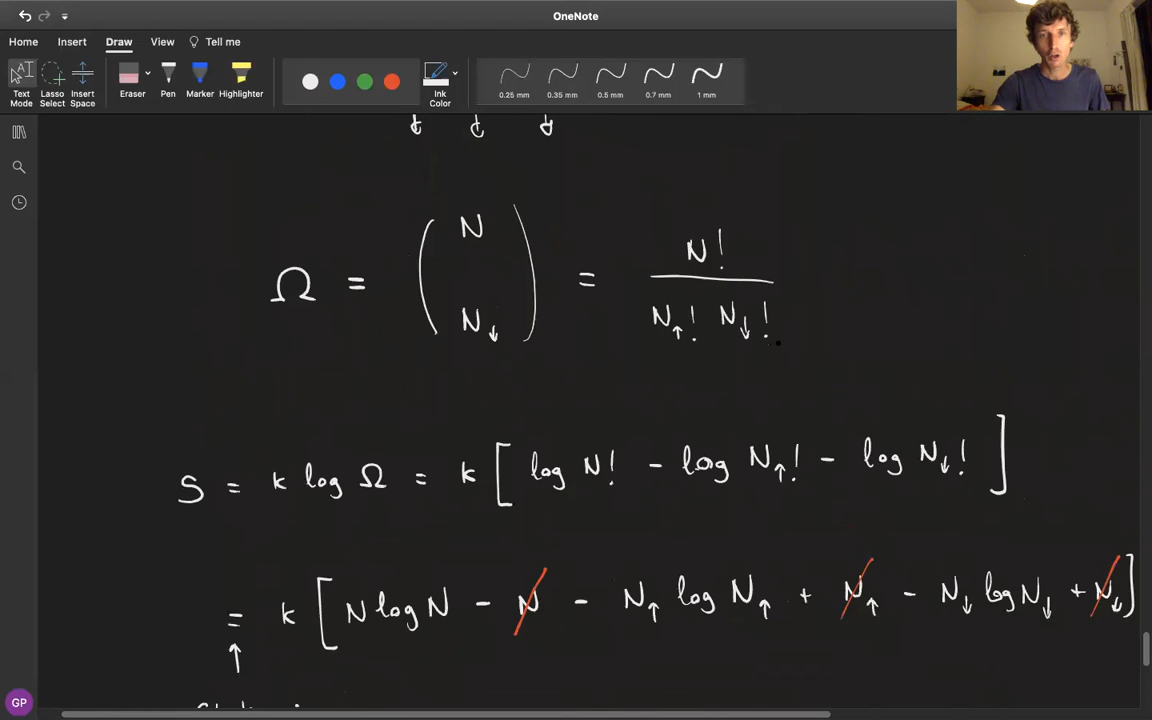 OneNote
Home Insert Draw View Tell me
Text Mode Lasso Select Insert Space Eraser Pen Marker Highlighter Ink Color 0.25 mm 0.35 mm 0.5 mm 0.7 mm 1 mm
Ω = ( N N↓ ) = N! / N↑! N↓!
S = k log Ω = k [ log N! − log N↑! − log N↓! ]
= k [ N log N − N − N↑ log N↑ + N↑ − N↓ log N↓ + N↓ ]
↑
GP